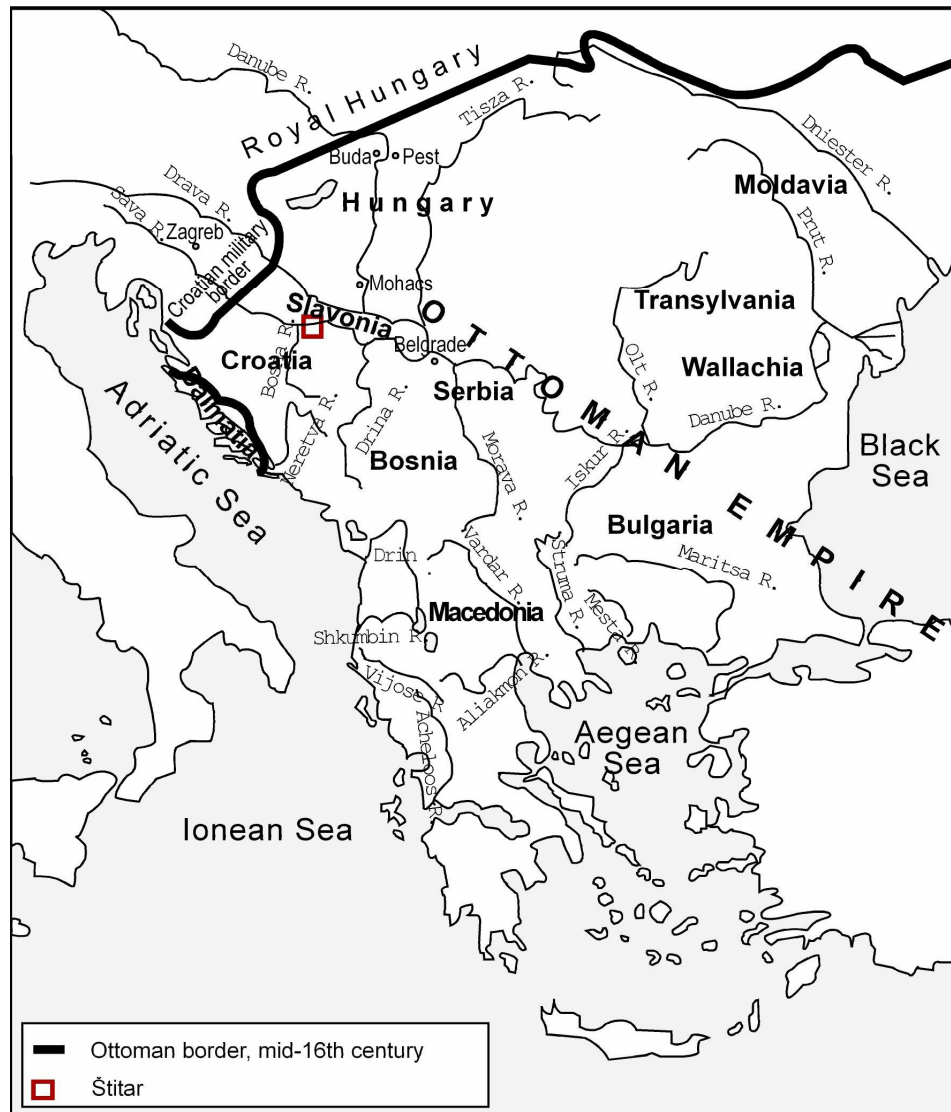 Danube R.
Royal Hungary
Tisza R.
Dniester R.
Buda
Pest
Drava R.
Sava R.
Zagreb
Hungary
Moldavia
Prut R.
Croatian military
border
Mohacs
Slavonia
OTTOMAN EMPIRE
Transylvania
Belgrade
Croatia
Bosna R.
Serbia
Olt R.
Wallachia
Danube R.
Dalmatia
Adriatic Sea
Neretva R.
Drina R.
Bosnia
Morava R.
Iskur R.
Black
Sea
Bulgaria
Maritsa R.
Drin
Vardar R.
Struma R.
Mesta R.
Macedonia
Shkumbin R.
Vijose R
Acheloos R.
Aliakmon R.
Aegean
Sea
Ionean Sea
Ottoman border, mid-16th century
Štitar